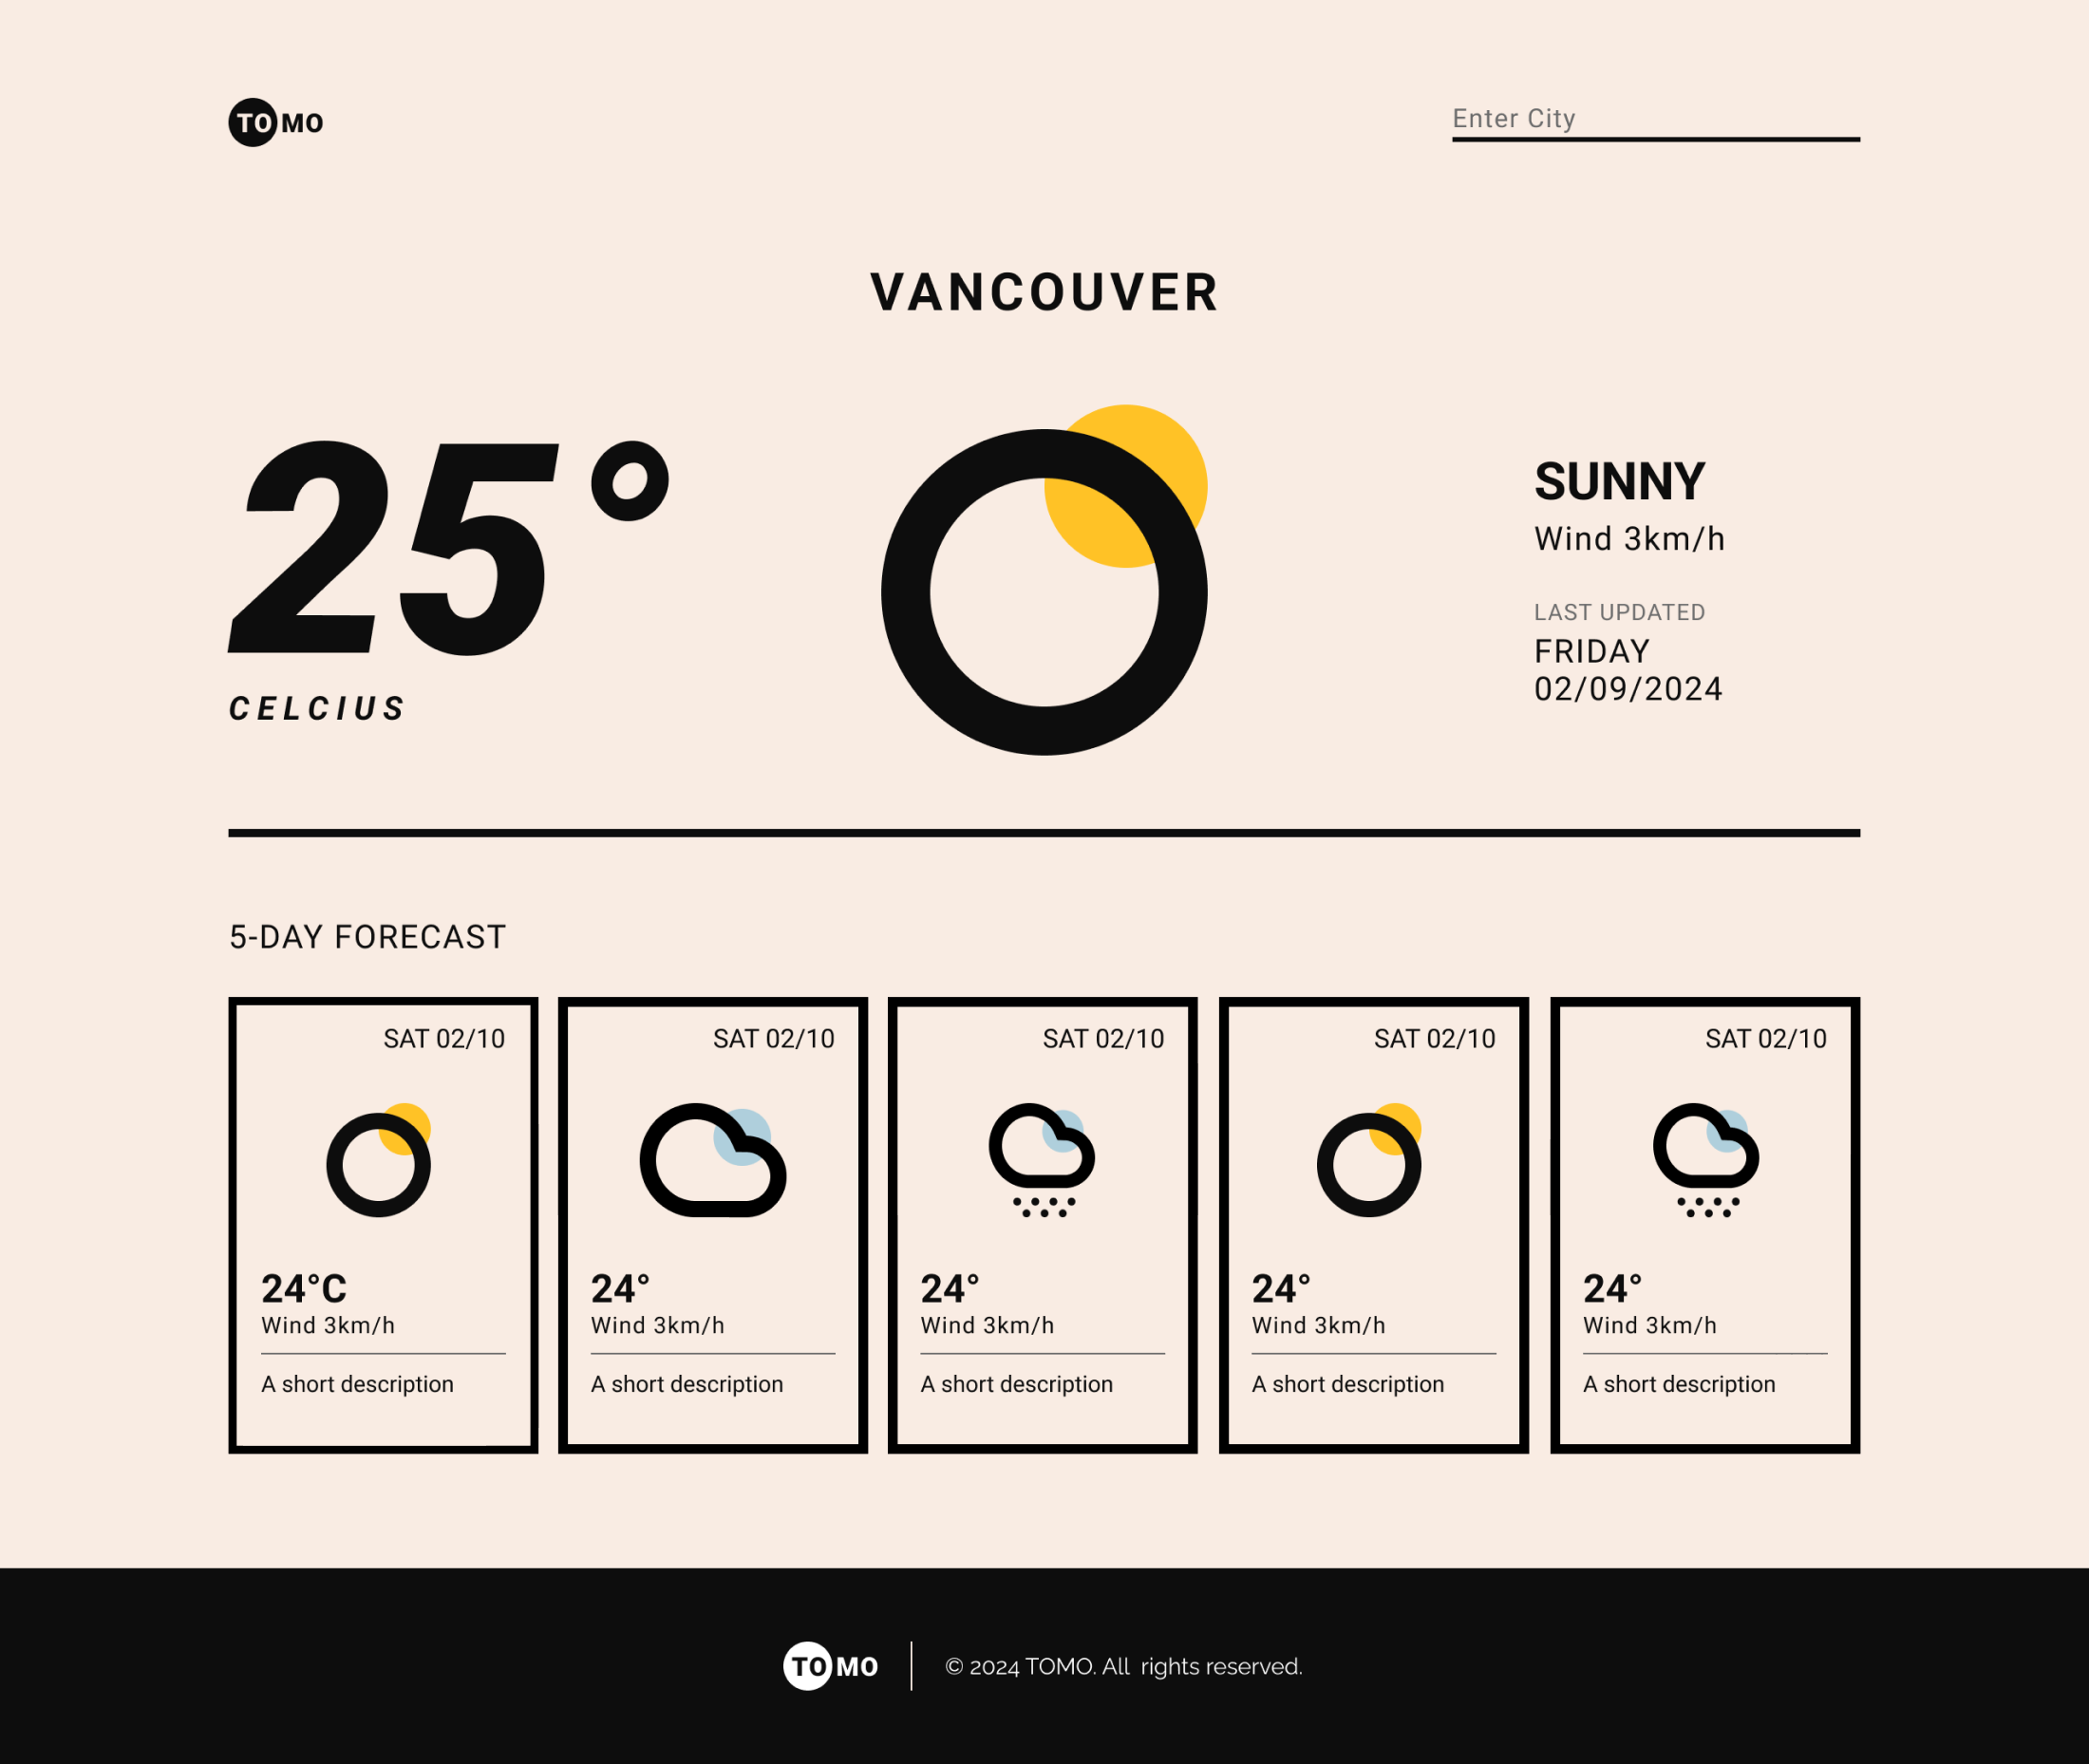 TOMO
Enter City
VANCOUVER
25°
CELCIUS
SUNNY
Wind 3km/h
LAST UPDATED
FRIDAY
02/09/2024
5-DAY FORECAST
SAT 02/10
24°C
Wind 3km/h
A short description
SAT 02/10
24°
Wind 3km/h
A short description
SAT 02/10
24°
Wind 3km/h
A short description
SAT 02/10
24°
Wind 3km/h
A short description
SAT 02/10
24°
Wind 3km/h
A short description
TOMO
© 2024 TOMO. All rights reserved.